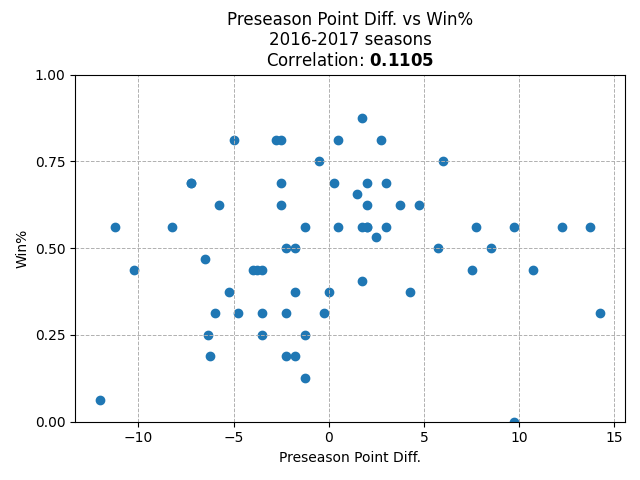 Preseason Point Diff. vs Win%
2016-2017 seasons
Correlation: 0.1105
1.00
0.75
0.50
0.25
0.00
Win%
−10
−5
0
5
10
15
Preseason Point Diff.